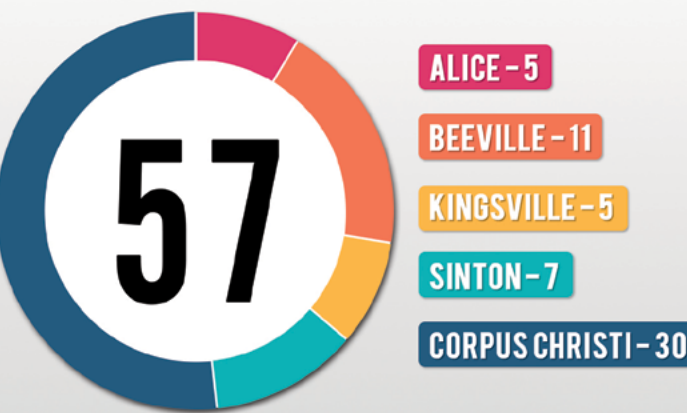 57
ALICE – 5
BEEVILLE – 11
KINGSVILLE – 5
SINTON – 7
CORPUS CHRISTI – 30